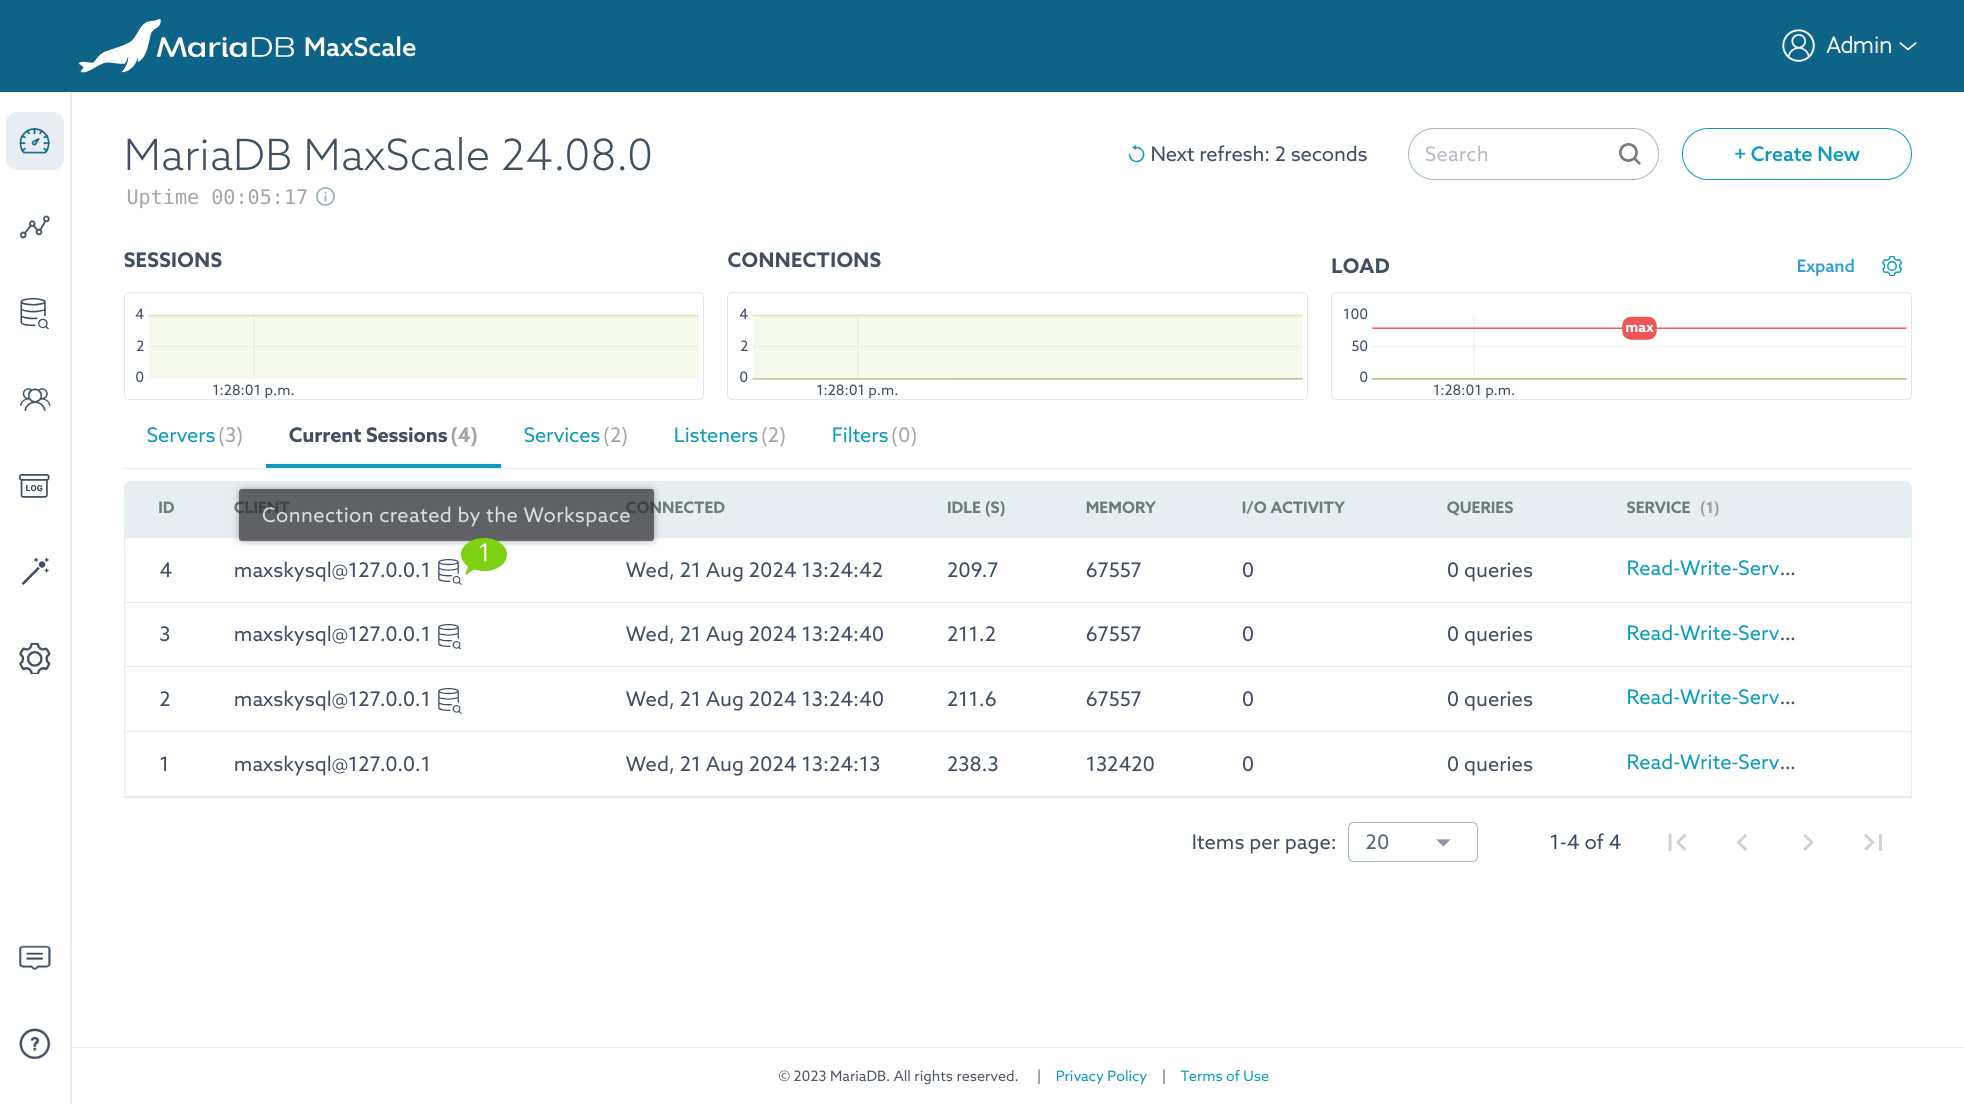 MariaDB MaxScale
Admin
MariaDB MaxScale 24.08.0
Next refresh: 2 seconds
Search
+ Create New
Uptime 00:05:17
SESSIONS
CONNECTIONS
LOAD
Expand
4
2
0
1:28:01 p.m.
4
2
0
1:28:01 p.m.
100
50
0
max
1:28:01 p.m.
Servers (3)
Current Sessions (4)
Services (2)
Listeners (2)
Filters (0)
ID
CLIENT
CONNECTED
IDLE (S)
MEMORY
I/O ACTIVITY
QUERIES
SERVICE (1)
Connection created by the Workspace
1
4 maxskysql@127.0.0.1 Wed, 21 Aug 2024 13:24:42 209.7 67557 0 0 queries Read-Write-Serv...
3 maxskysql@127.0.0.1 Wed, 21 Aug 2024 13:24:40 211.2 67557 0 0 queries Read-Write-Serv...
2 maxskysql@127.0.0.1 Wed, 21 Aug 2024 13:24:40 211.6 67557 0 0 queries Read-Write-Serv...
1 maxskysql@127.0.0.1 Wed, 21 Aug 2024 13:24:13 238.3 132420 0 0 queries Read-Write-Serv...
Items per page: 20
1-4 of 4
LOG
?
© 2023 MariaDB. All rights reserved. | Privacy Policy | Terms of Use